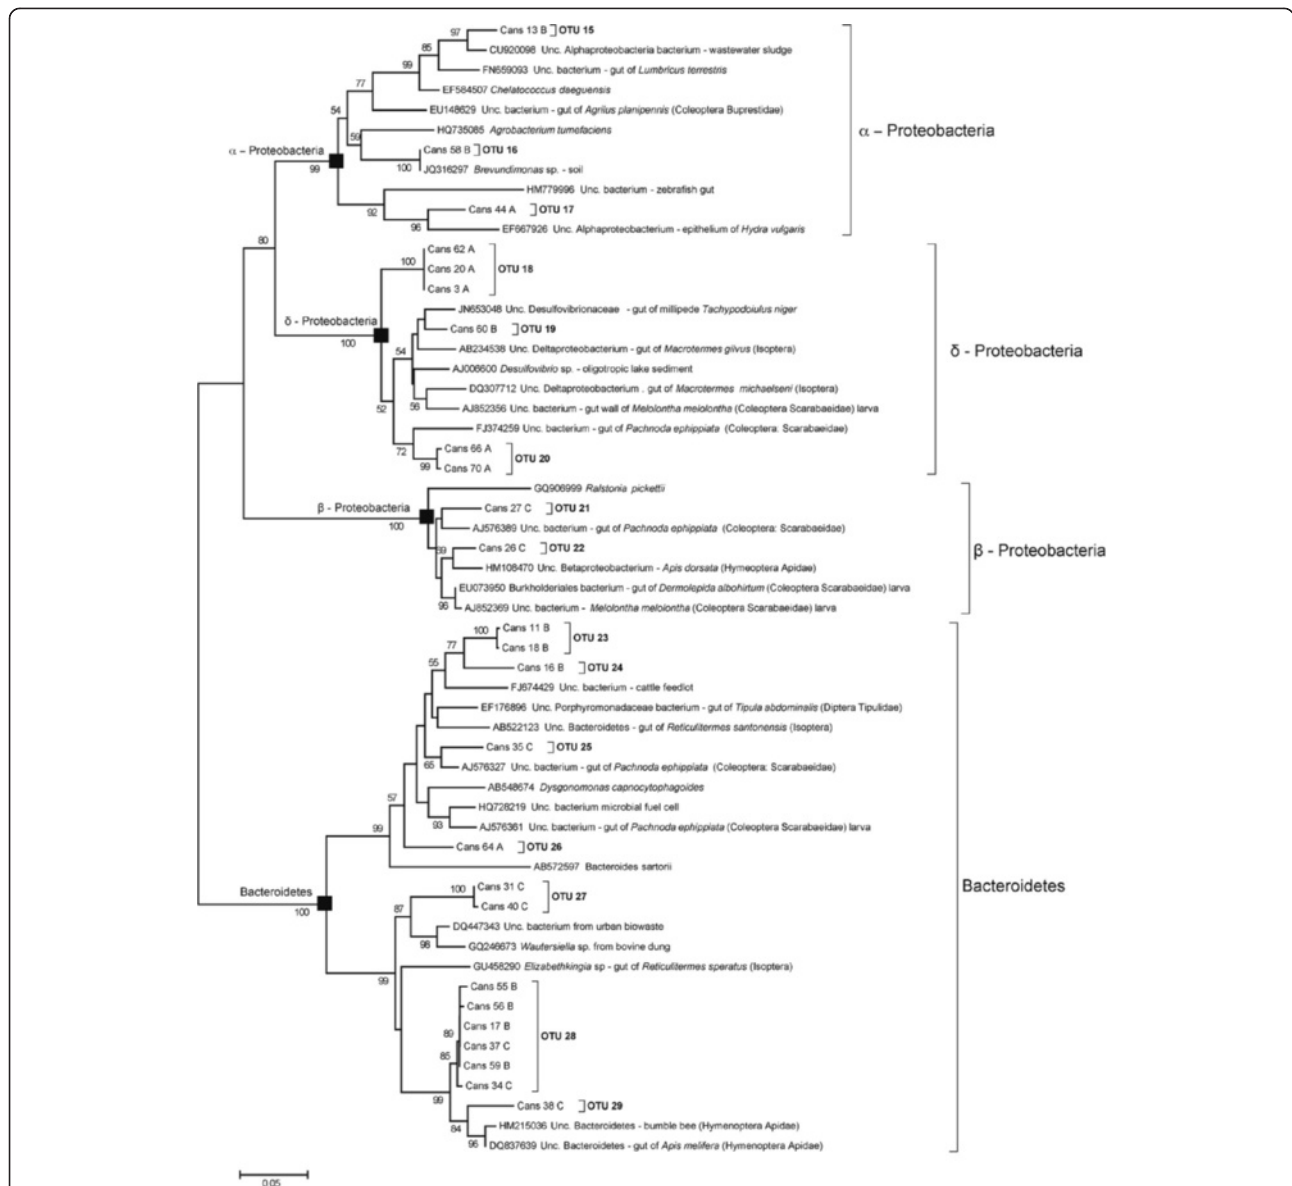 97
Cans 13 B OTU 15
85
CU920098 Unc. Alphaproteobacteria bacterium - wastewater sludge
99
FN659093 Unc. bacterium - gut of Lumbricus terrestris
77
EF584507 Chelatococcus daeguensis
54
EU148629 Unc. bacterium - gut of Agrilus planipennis (Coleoptera Buprestidae)
α – Proteobacteria
HQ735085 Agrobacterium tumefaciens
59
α – Proteobacteria
Cans 58 B OTU 16
99
100
JQ316297 Brevundimonas sp. - soil
HM779996 Unc. bacterium - zebrafish gut
92
Cans 44 A OTU 17
96
EF667926 Unc. Alphaproteobacterium - epithelium of Hydra vulgaris
80
Cans 62 A
100
Cans 20 A OTU 18
Cans 3 A
JN653048 Unc. Desulfovibrionaceae - gut of millipede Tachypodoiulus niger
δ - Proteobacteria
Cans 60 B OTU 19
100
54
AB234538 Unc. Deltaproteobacterium - gut of Macrotermes gilvus (Isoptera)
δ - Proteobacteria
AJ006600 Desulfovibrio sp. - oligotropic lake sediment
DQ307712 Unc. Deltaproteobacterium . gut of Macrotermes michaelseni (Isoptera)
52
56
AJ852356 Unc. bacterium - gut wall of Melolontha melolontha (Coleoptera Scarabaeidae) larva
FJ374259 Unc. bacterium - gut of Pachnoda ephippiata (Coleoptera: Scarabaeidae)
72
Cans 66 A
OTU 20
99
Cans 70 A
GQ906999 Ralstonia pickettii
β - Proteobacteria
Cans 27 C OTU 21
100
AJ576389 Unc. bacterium - gut of Pachnoda ephippiata (Coleoptera: Scarabaeidae)
Cans 26 C OTU 22
β - Proteobacteria
HM108470 Unc. Betaproteobacterium - Apis dorsata (Hymeoptera Apidae)
EU073950 Burkholderiales bacterium - gut of Dermolepida albohirtum (Coleoptera Scarabaeidae) larva
96
AJ852369 Unc. bacterium - Melolontha melolontha (Coleoptera Scarabaeidae) larva
100
Cans 11 B
OTU 23
77
Cans 18 B
55
Cans 16 B OTU 24
FJ674429 Unc. bacterium - cattle feedlot
EF176896 Unc. Porphyromonadaceae bacterium - gut of Tipula abdominalis (Diptera Tipulidae)
AB522123 Unc. Bacteroidetes - gut of Reticulitermes santonensis (Isoptera)
Cans 35 C OTU 25
65
AJ576327 Unc. bacterium - gut of Pachnoda ephippiata (Coleoptera: Scarabaeidae)
AB548674 Dysgonomonas capnocytophagoides
57
HQ728219 Unc. bacterium microbial fuel cell
93
AJ576361 Unc. bacterium - gut of Pachnoda ephippiata (Coleoptera Scarabaeidae) larva
99
Cans 64 A OTU 26
AB572597 Bacteroides sartorii
Bacteroidetes
Bacteroidetes
100
100
Cans 31 C
OTU 27
Cans 40 C
87
DQ447343 Unc. bacterium from urban biowaste
98
GQ246673 Wautersiella sp. from bovine dung
GU458290 Elizabethkingia sp - gut of Reticulitermes speratus (Isoptera)
99
Cans 55 B
Cans 56 B
Cans 17 B
89
OTU 28
Cans 37 C
85
Cans 59 B
Cans 34 C
99
Cans 38 C OTU 29
84
HM215036 Unc. Bacteroidetes - bumble bee (Hymenoptera Apidae)
96
DQ837639 Unc. Bacteroidetes - gut of Apis melifera (Hymenoptera Apidae)
0.05